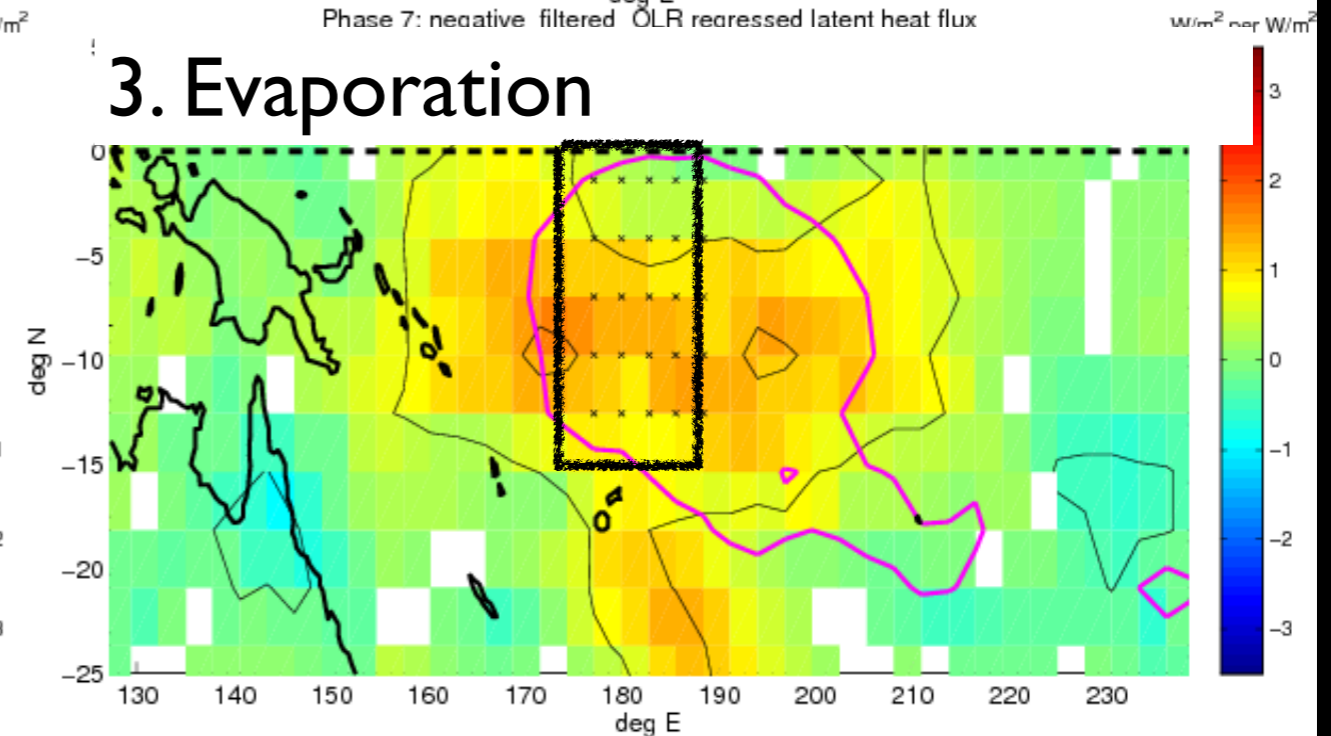 Phase 7: negative filtered OLR regressed latent heat flux
W/m² per W/m²
3. Evaporation
3
2
1
0
−1
−2
−3
deg N
0
−5
−10
−15
−20
−25
130 140 150 160 170 180 190 200 210 220 230
deg E